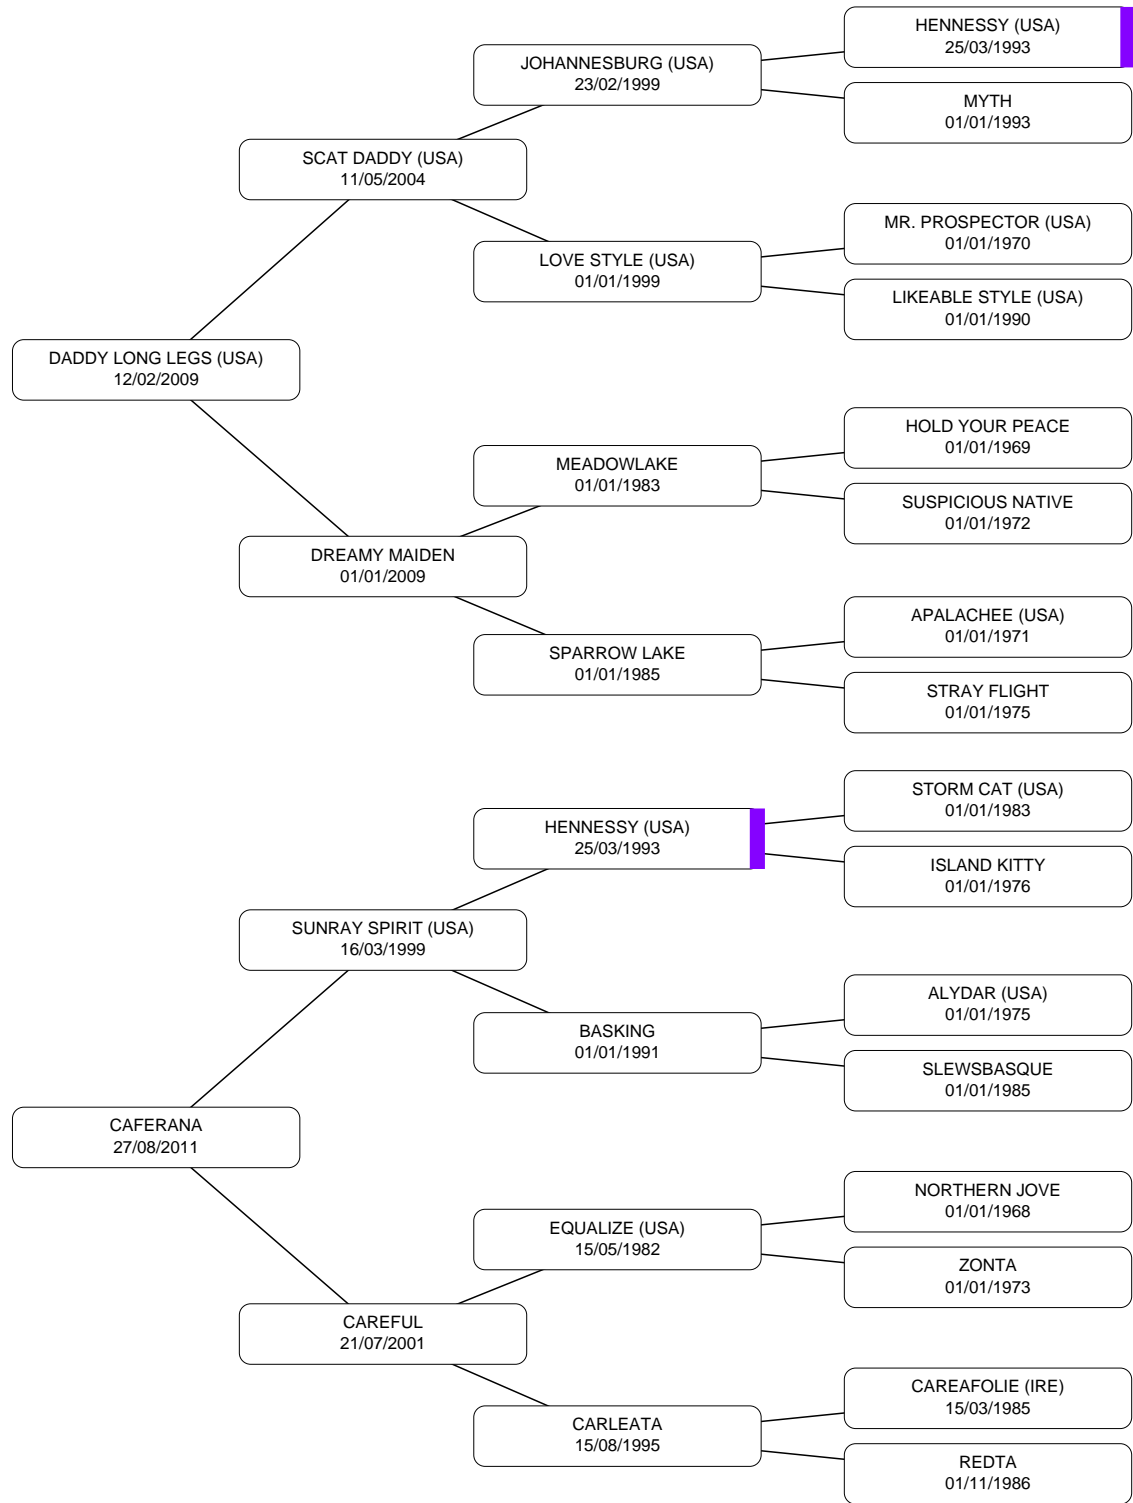 HENNESSY (USA)
25/03/1993
JOHANNESBURG (USA)
23/02/1999
MYTH
01/01/1993
SCAT DADDY (USA)
11/05/2004
MR. PROSPECTOR (USA)
01/01/1970
LOVE STYLE (USA)
01/01/1999
LIKEABLE STYLE (USA)
01/01/1990
DADDY LONG LEGS (USA)
12/02/2009
HOLD YOUR PEACE
01/01/1969
MEADOWLAKE
01/01/1983
SUSPICIOUS NATIVE
01/01/1972
DREAMY MAIDEN
01/01/2009
APALACHEE (USA)
01/01/1971
SPARROW LAKE
01/01/1985
STRAY FLIGHT
01/01/1975
STORM CAT (USA)
01/01/1983
HENNESSY (USA)
25/03/1993
ISLAND KITTY
01/01/1976
SUNRAY SPIRIT (USA)
16/03/1999
ALYDAR (USA)
01/01/1975
BASKING
01/01/1991
SLEWSBASQUE
01/01/1985
CAFERANA
27/08/2011
NORTHERN JOVE
01/01/1968
EQUALIZE (USA)
15/05/1982
ZONTA
01/01/1973
CAREFUL
21/07/2001
CAREAFOLIE (IRE)
15/03/1985
CARLEATA
15/08/1995
REDTA
01/11/1986